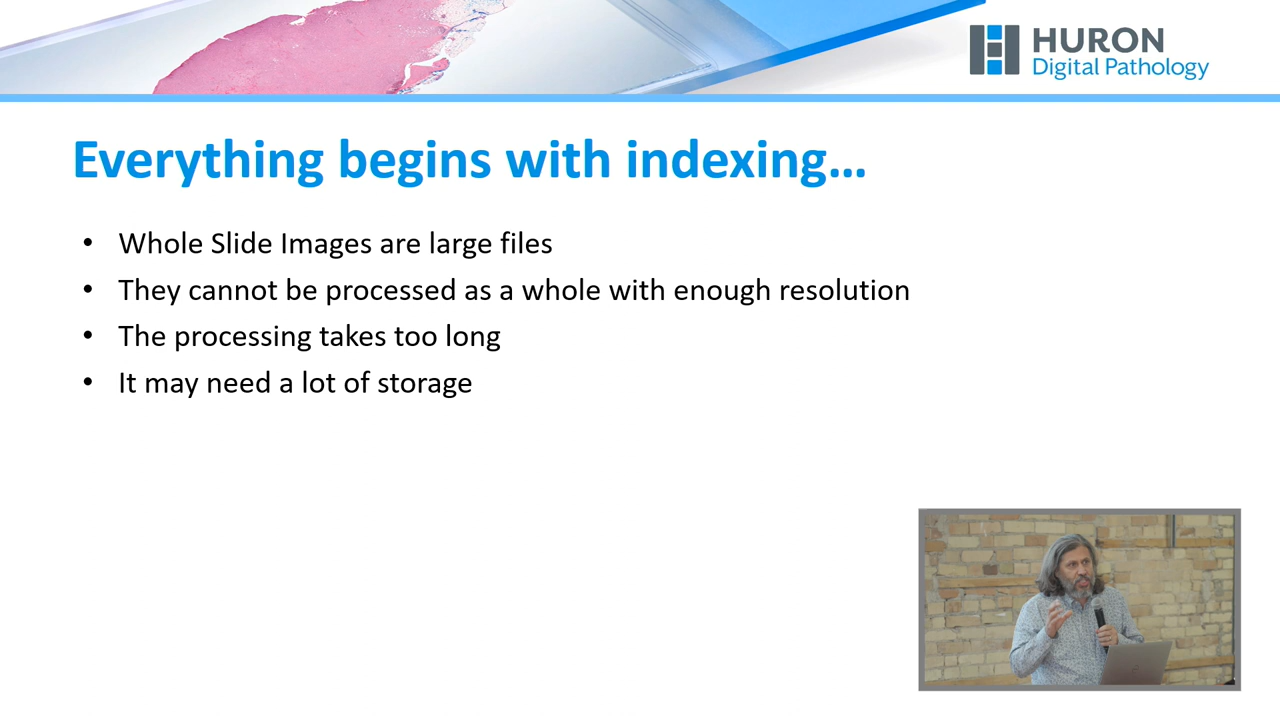 HURON
Digital Pathology
Everything begins with indexing...
• Whole Slide Images are large files
• They cannot be processed as a whole with enough resolution
• The processing takes too long
• It may need a lot of storage